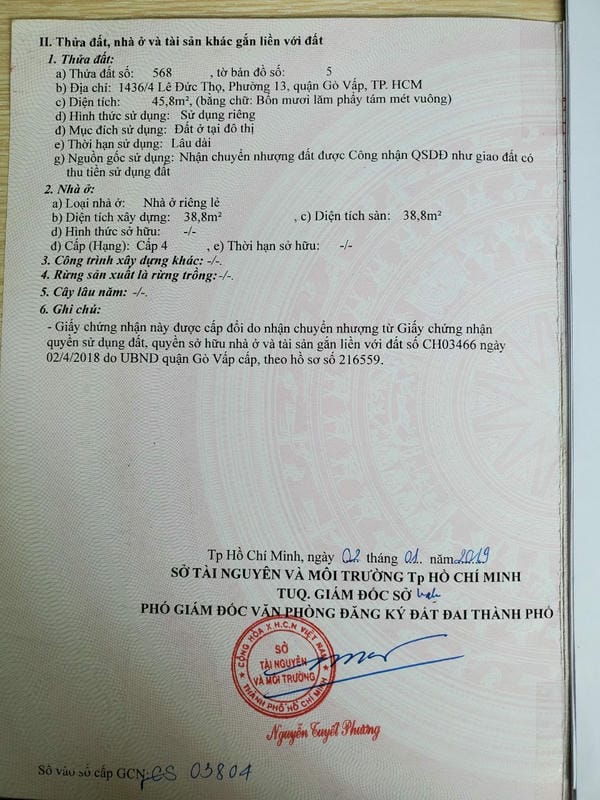 II. Thửa đất, nhà ở và tài sản khác gắn liền với đất
1. Thửa đất:
a) Thửa đất số: 568 , tờ bản đồ số: 5
b) Địa chỉ: 1436/4 Lê Đức Thọ, Phường 13, quận Gò Vấp, TP. HCM
c) Diện tích: 45,8m², (bằng chữ: Bốn mươi lăm phẩy tám mét vuông)
d) Hình thức sử dụng: Sử dụng riêng
đ) Mục đích sử dụng: Đất ở tại đô thị
e) Thời hạn sử dụng: Lâu dài
g) Nguồn gốc sử dụng: Nhận chuyển nhượng đất được Công nhận QSDĐ như giao đất có
thu tiền sử dụng đất
2. Nhà ở:
a) Loại nhà ở: Nhà ở riêng lẻ
b) Diện tích xây dựng: 38,8m² , c) Diện tích sàn: 38,8m²
d) Hình thức sở hữu: -/-
đ) Cấp (Hạng): Cấp 4 , e) Thời hạn sở hữu: -/-
3. Công trình xây dựng khác: -/-.
4. Rừng sản xuất là rừng trồng:-/-.
5. Cây lâu năm: -/-.
6. Ghi chú:
- Giấy chứng nhận này được cấp đổi do nhận chuyển nhượng từ Giấy chứng nhận
quyền sử dụng đất, quyền sở hữu nhà ở và tài sản gắn liền với đất số CH03466 ngày
02/4/2018 do UBND quận Gò Vấp cấp, theo hồ sơ số 216559.
Tp Hồ Chí Minh, ngày 02 tháng 01 năm 2019
SỞ TÀI NGUYÊN VÀ MÔI TRƯỜNG Tp HỒ CHÍ MINH
TUQ. GIÁM ĐỐC SỞ
PHÓ GIÁM ĐỐC VĂN PHÒNG ĐĂNG KÝ ĐẤT ĐAI THÀNH PHỐ
CỘNG HÒA X.H.C.N VIỆT NAM
SỞ
TÀI NGUYÊN
VÀ MÔI TRƯỜNG
THÀNH PHỐ HỒ CHÍ MINH
Nguyễn Tuyết Phương
Số vào sổ cấp GCN: CS 03804